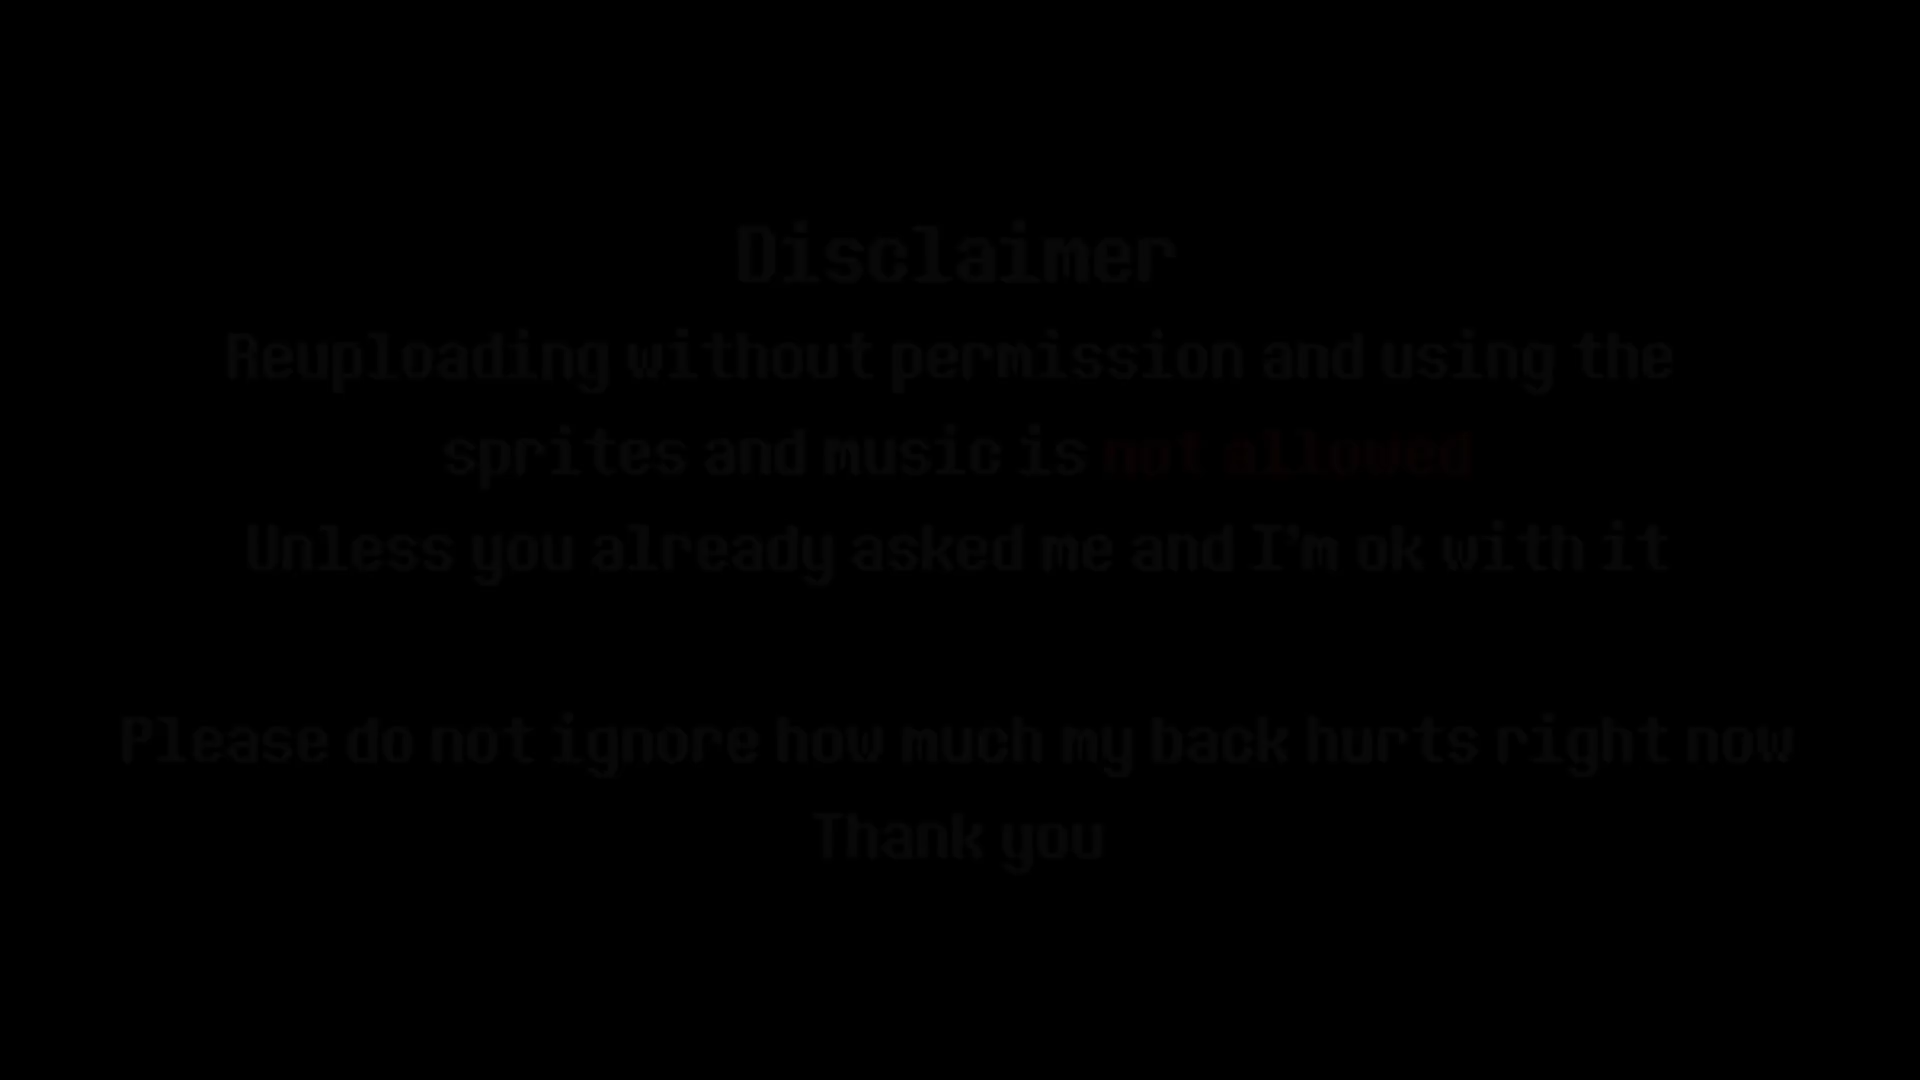 Disclaimer
Reuploading without permission and using the
sprites and music is not allowed
Unless you already asked me and I'm ok with it
Please do not ignore how much my back hurts right now
Thank you